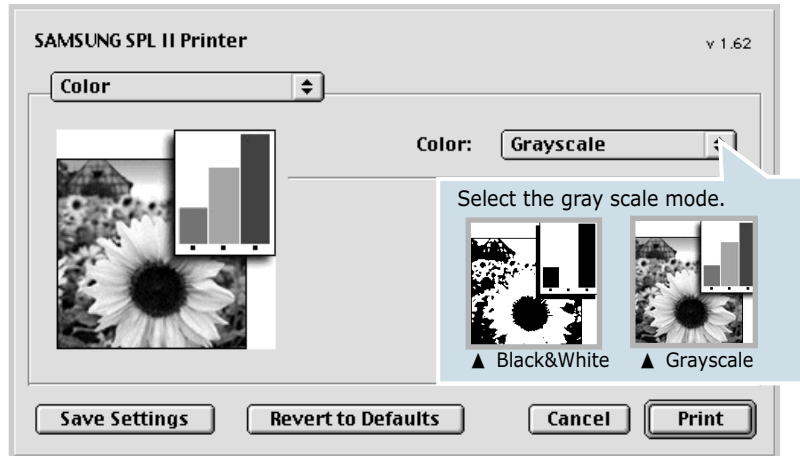 SAMSUNG SPL II Printer
v 1.62
Color
Color: Grayscale
Select the gray scale mode.
▲ Black&White ▲ Grayscale
Save Settings Revert to Defaults Cancel Print